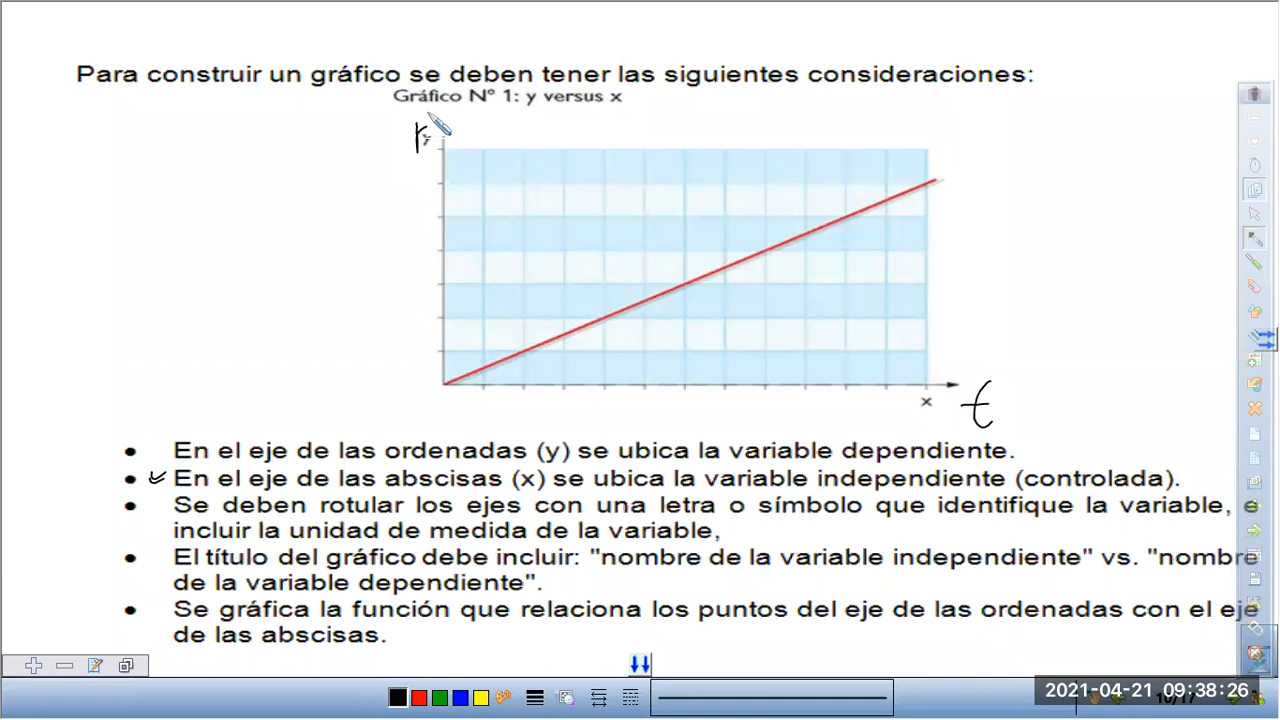 Para construir un gráfico se deben tener las siguientes consideraciones:
Gráfico N° 1: y versus x
x
t
• En el eje de las ordenadas (y) se ubica la variable dependiente.
• En el eje de las abscisas (x) se ubica la variable independiente (controlada).
• Se deben rotular los ejes con una letra o símbolo que identifique la variable, e
incluir la unidad de medida de la variable,
• El título del gráfico debe incluir: "nombre de la variable independiente" vs. "nombre
de la variable dependiente".
• Se gráfica la función que relaciona los puntos del eje de las ordenadas con el eje
de las abscisas.
2021-04-21 09:38:26
10/17